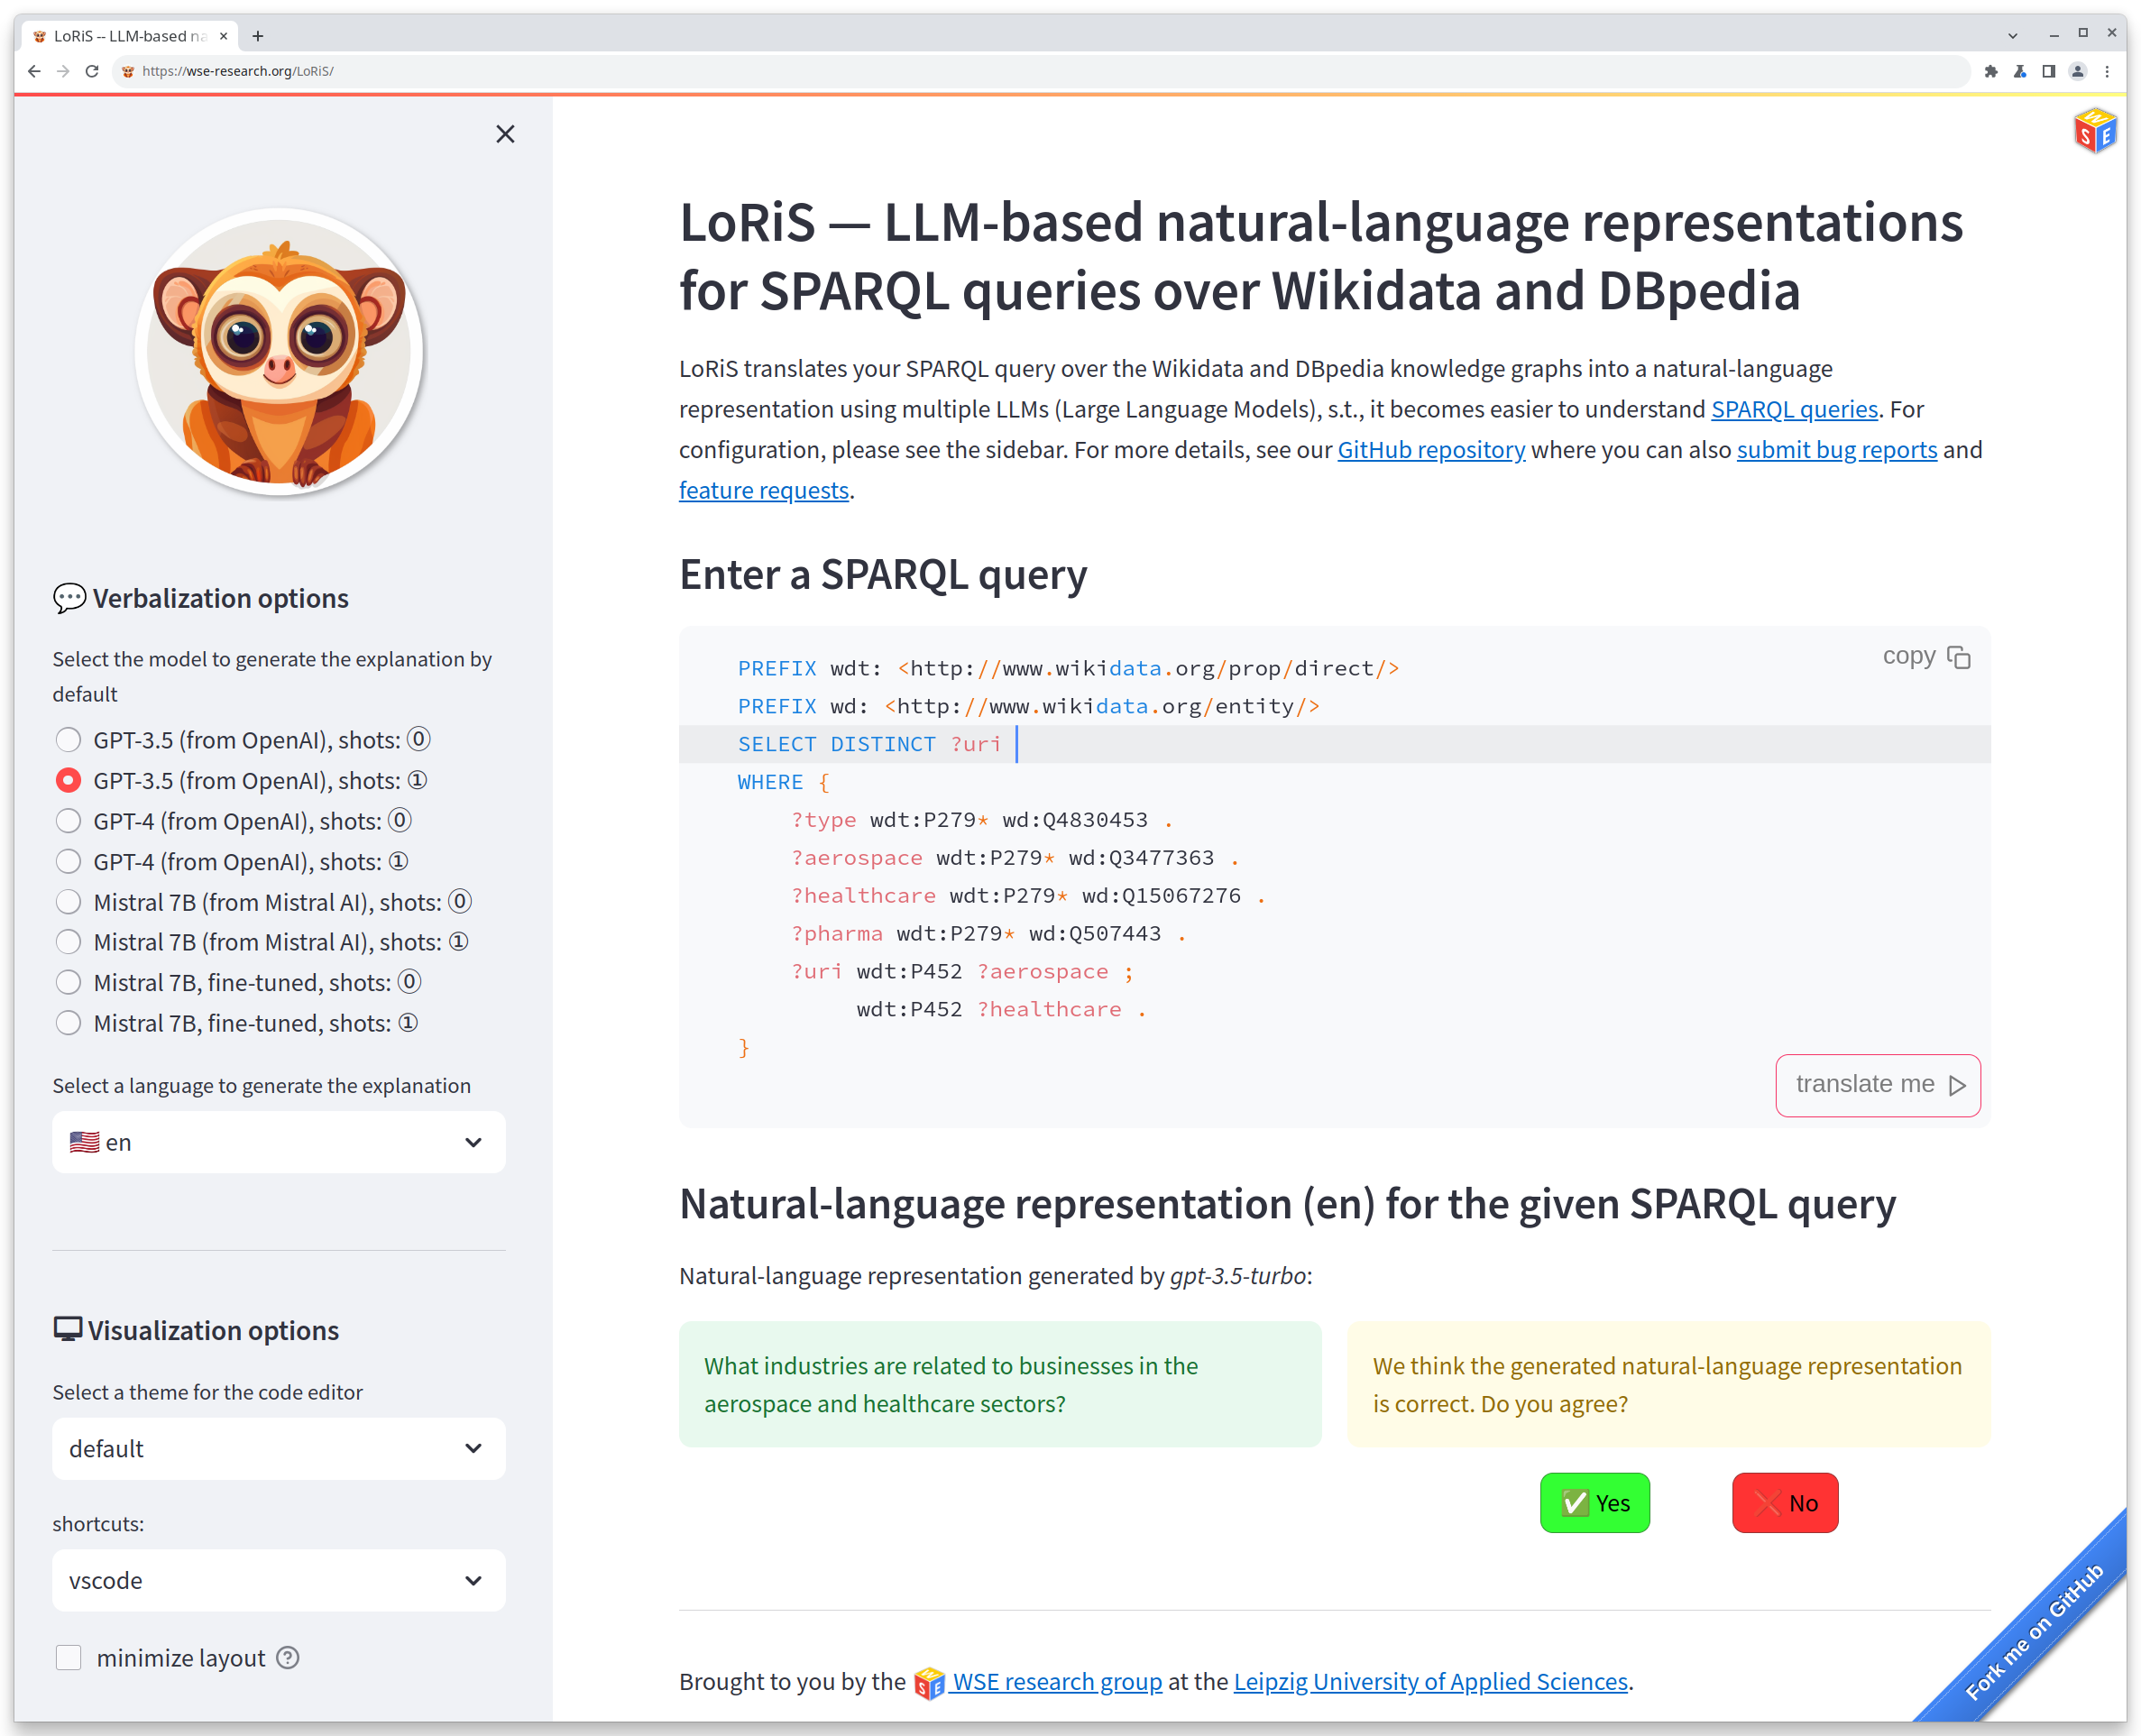 LoRiS -- LLM-based na
https://wse-research.org/LoRiS/
W
S E
💬 Verbalization options
Select the model to generate the explanation by
default
GPT-3.5 (from OpenAI), shots: ⓪
GPT-3.5 (from OpenAI), shots: ①
GPT-4 (from OpenAI), shots: ⓪
GPT-4 (from OpenAI), shots: ①
Mistral 7B (from Mistral AI), shots: ⓪
Mistral 7B (from Mistral AI), shots: ①
Mistral 7B, fine-tuned, shots: ⓪
Mistral 7B, fine-tuned, shots: ①
Select a language to generate the explanation
🇺🇸 en
🖥 Visualization options
Select a theme for the code editor
default
shortcuts:
vscode
minimize layout ?
LoRiS — LLM-based natural-language representations
for SPARQL queries over Wikidata and DBpedia
LoRiS translates your SPARQL query over the Wikidata and DBpedia knowledge graphs into a natural-language
representation using multiple LLMs (Large Language Models), s.t., it becomes easier to understand SPARQL queries. For
configuration, please see the sidebar. For more details, see our GitHub repository where you can also submit bug reports and
feature requests.
Enter a SPARQL query
copy
PREFIX wdt: <http://www.wikidata.org/prop/direct/>
PREFIX wd: <http://www.wikidata.org/entity/>
SELECT DISTINCT ?uri
WHERE {
?type wdt:P279* wd:Q4830453 .
?aerospace wdt:P279* wd:Q3477363 .
?healthcare wdt:P279* wd:Q15067276 .
?pharma wdt:P279* wd:Q507443 .
?uri wdt:P452 ?aerospace ;
wdt:P452 ?healthcare .
}
translate me
Natural-language representation (en) for the given SPARQL query
Natural-language representation generated by gpt-3.5-turbo:
What industries are related to businesses in the
aerospace and healthcare sectors?
We think the generated natural-language representation
is correct. Do you agree?
✅ Yes
❌ No
Brought to you by the WSE research group at the Leipzig University of Applied Sciences.
Fork me on GitHub